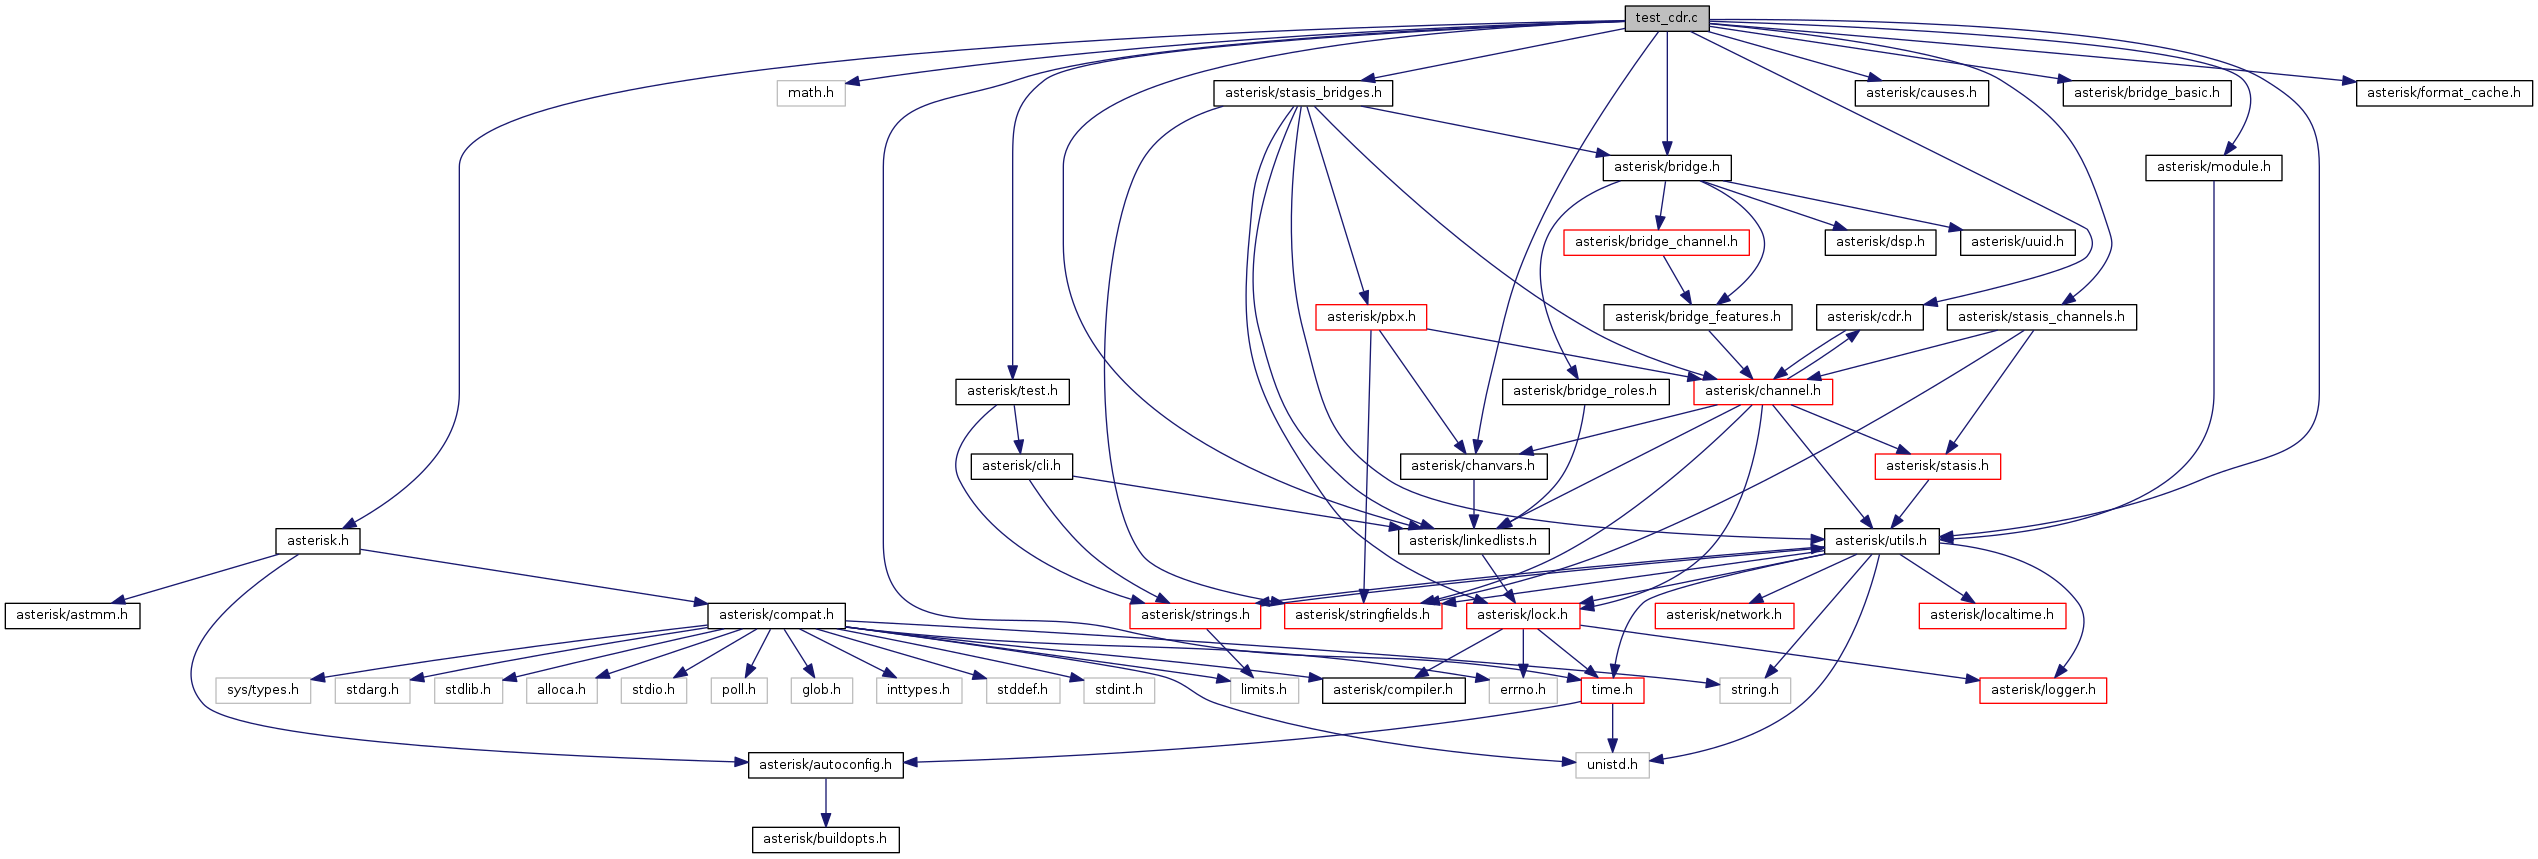 test_cdr.c
math.h
asterisk/stasis_bridges.h
asterisk/causes.h
asterisk/bridge_basic.h
asterisk/format_cache.h
asterisk/bridge.h
asterisk/module.h
asterisk/bridge_channel.h
asterisk/dsp.h
asterisk/uuid.h
asterisk/pbx.h
asterisk/bridge_features.h
asterisk/cdr.h
asterisk/stasis_channels.h
asterisk/test.h
asterisk/bridge_roles.h
asterisk/channel.h
asterisk/cli.h
asterisk/chanvars.h
asterisk/stasis.h
asterisk.h
asterisk/linkedlists.h
asterisk/utils.h
asterisk/astmm.h
asterisk/compat.h
asterisk/strings.h
asterisk/stringfields.h
asterisk/lock.h
asterisk/network.h
asterisk/localtime.h
sys/types.h
stdarg.h
stdlib.h
alloca.h
stdio.h
poll.h
glob.h
inttypes.h
stddef.h
stdint.h
limits.h
asterisk/compiler.h
errno.h
time.h
string.h
asterisk/logger.h
asterisk/autoconfig.h
unistd.h
asterisk/buildopts.h